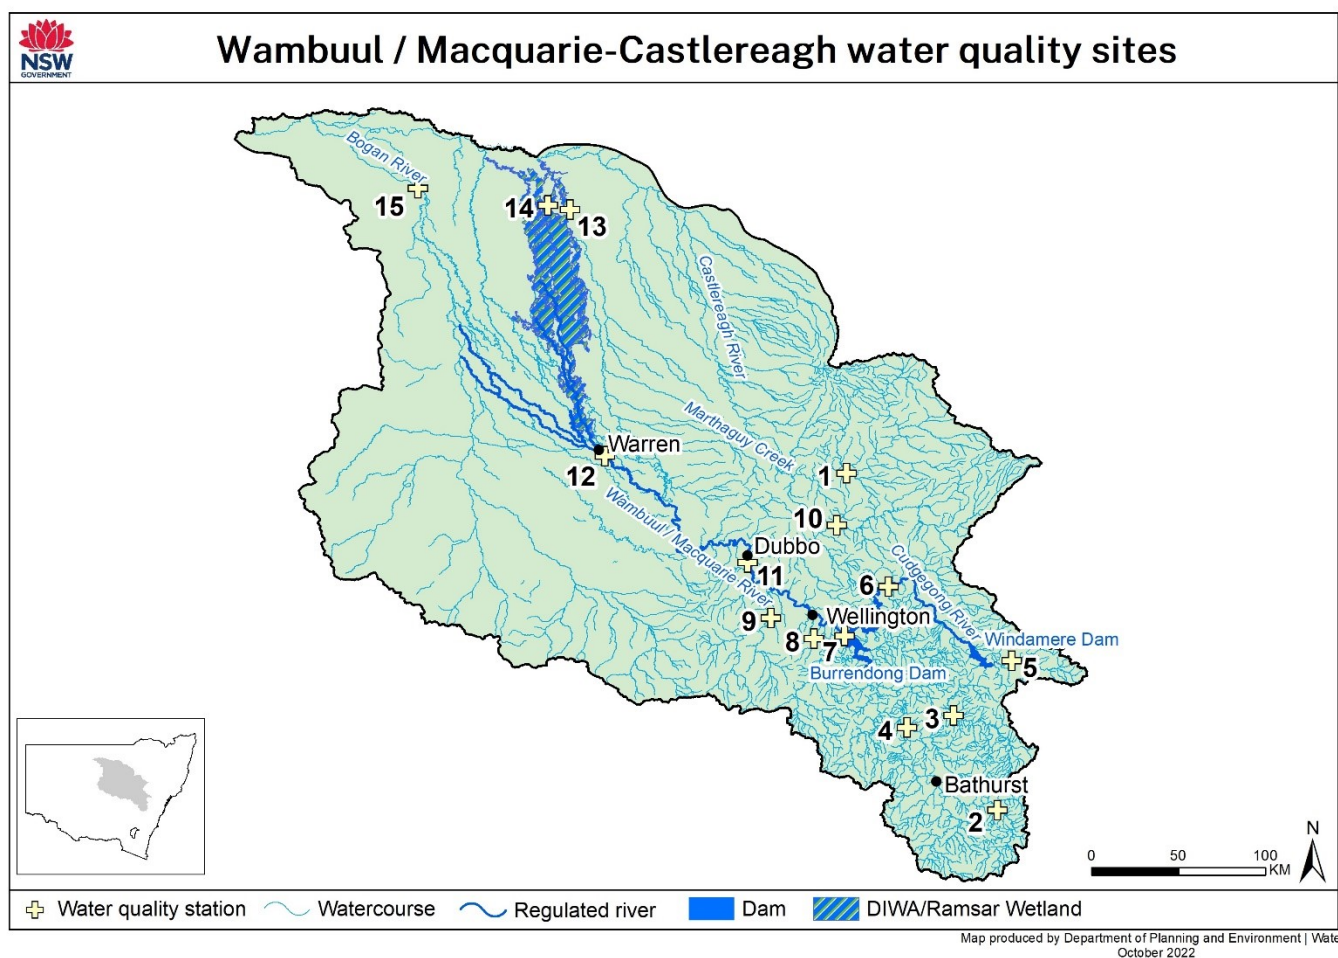 NSW
GOVERNMENT
Wambuul / Macquarie-Castlereagh water quality sites
Bogan River
15
14
13
Castlereagh River
Marthaguy Creek
Warren
12
1
10
Wambuul / Macquarie River
Dubbo
11
Cudgegong River
6
9
Wellington
8
7
Windamere Dam
5
Burrendong Dam
3
4
Bathurst
2
N
0 50 100
KM
Water quality station
Watercourse
Regulated river
Dam
DIWA/Ramsar Wetland
Map produced by Department of Planning and Environment | Wate
October 2022